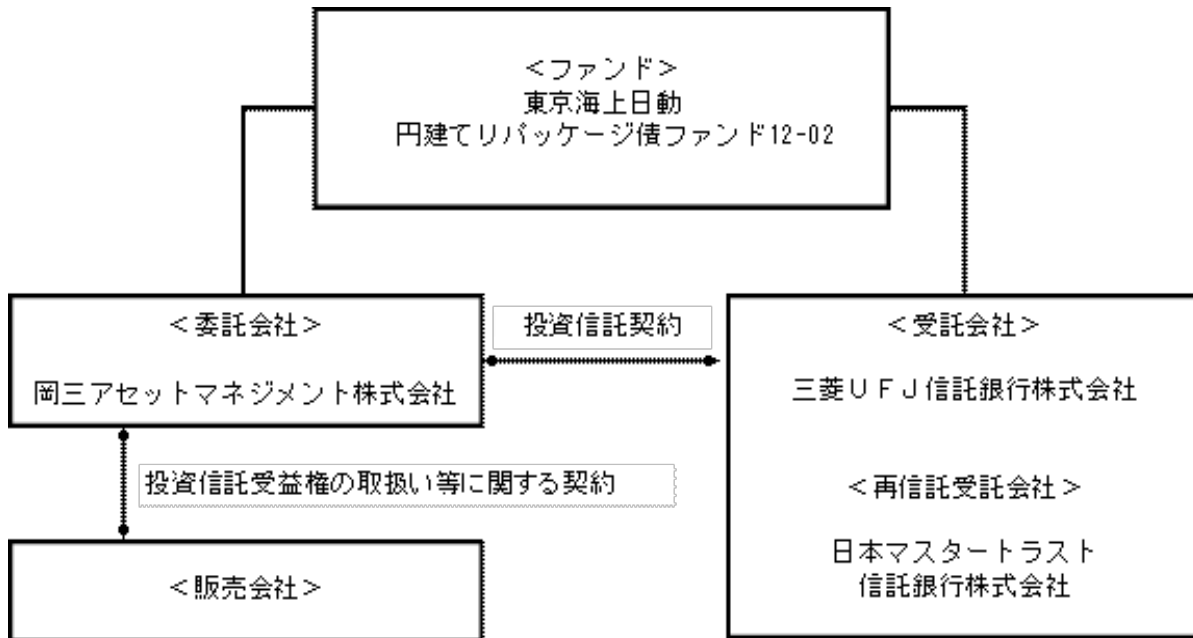 ＜ファンド＞
東京海上日動
円建てリパッケージ債ファンド12-02
＜委託会社＞
岡三アセットマネジメント株式会社
投資信託契約
＜受託会社＞
三菱ＵＦＪ信託銀行株式会社
＜再信託受託会社＞
日本マスタートラスト
信託銀行株式会社
投資信託受益権の取扱い等に関する契約
＜販売会社＞